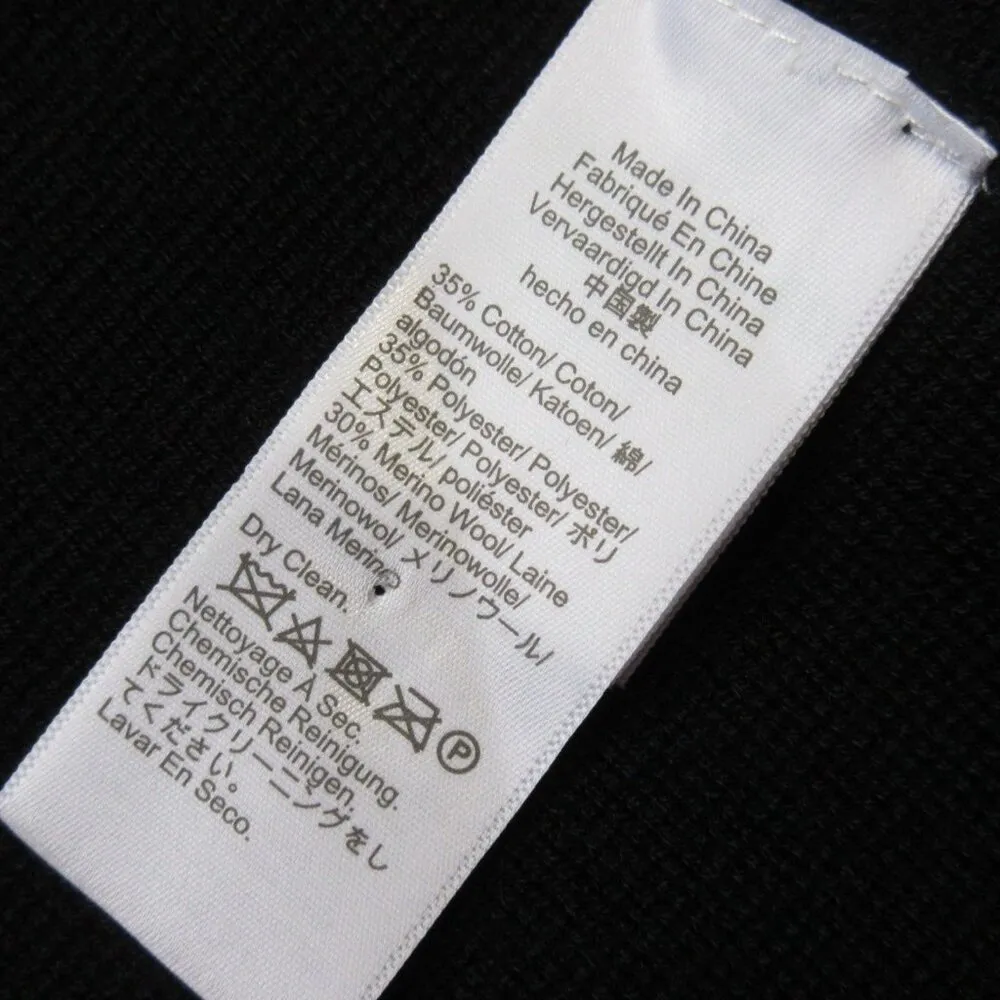 Made In China
Fabriqué En Chine
Hergestellt In China
Vervaardigd In China
中国製
hecho en china
35% Cotton/ Coton/
Baumwolle/ Katoen/ 綿/
algodón
35% Polyester/ Polyester/
Polyester/ Polyester/ ポリ
エステル/ poliéster
30% Merino Wool/ Laine
Mérinos/ Merinowolle/
Merinowol/ メリノウール/
Lana Merino
Dry Clean.
P
Nettoyage À Sec.
Chemische Reinigung.
Chemisch Reinigen.
ドライクリーニングをし
てください。
Lavar En Seco.